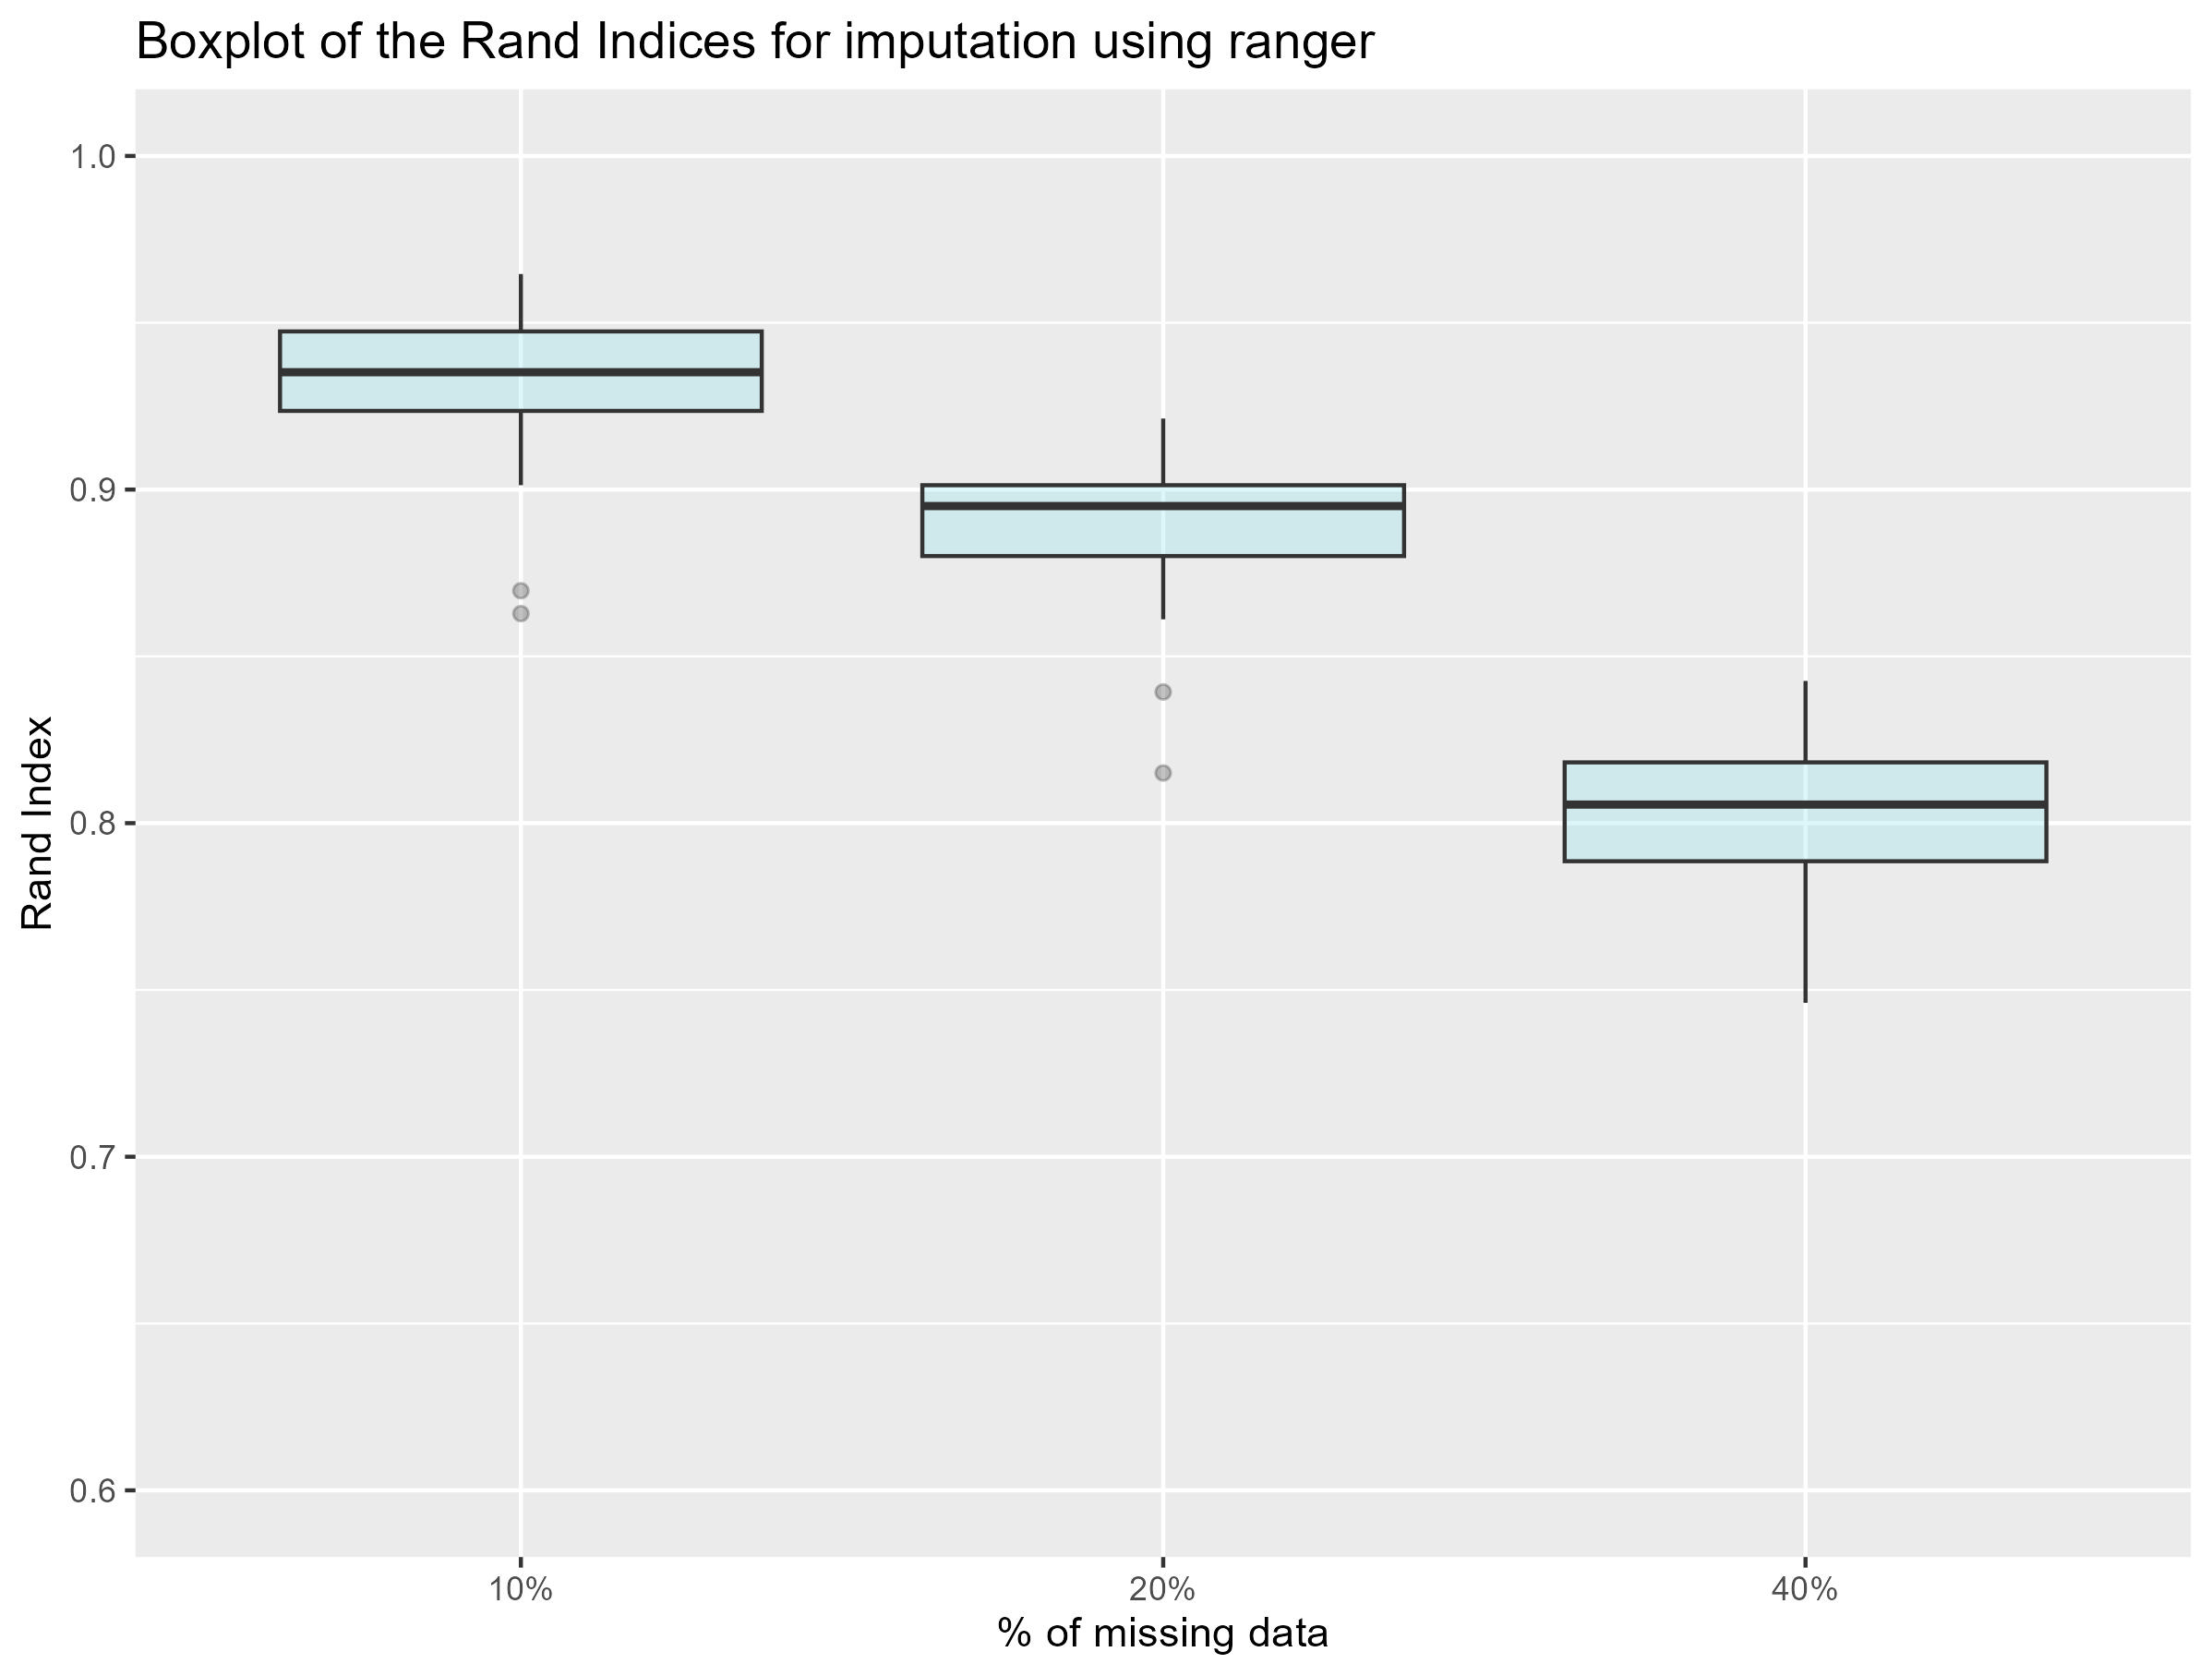 Boxplot of the Rand Indices for imputation using ranger
Rand Index
1.0
0.9
0.8
0.7
0.6
10%
20%
40%
% of missing data